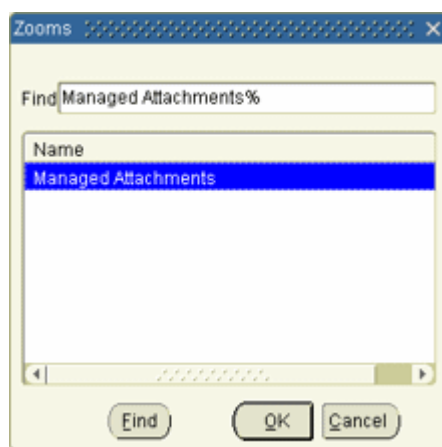 Zooms
Find Managed Attachments%
Name
Managed Attachments
Find OK Cancel